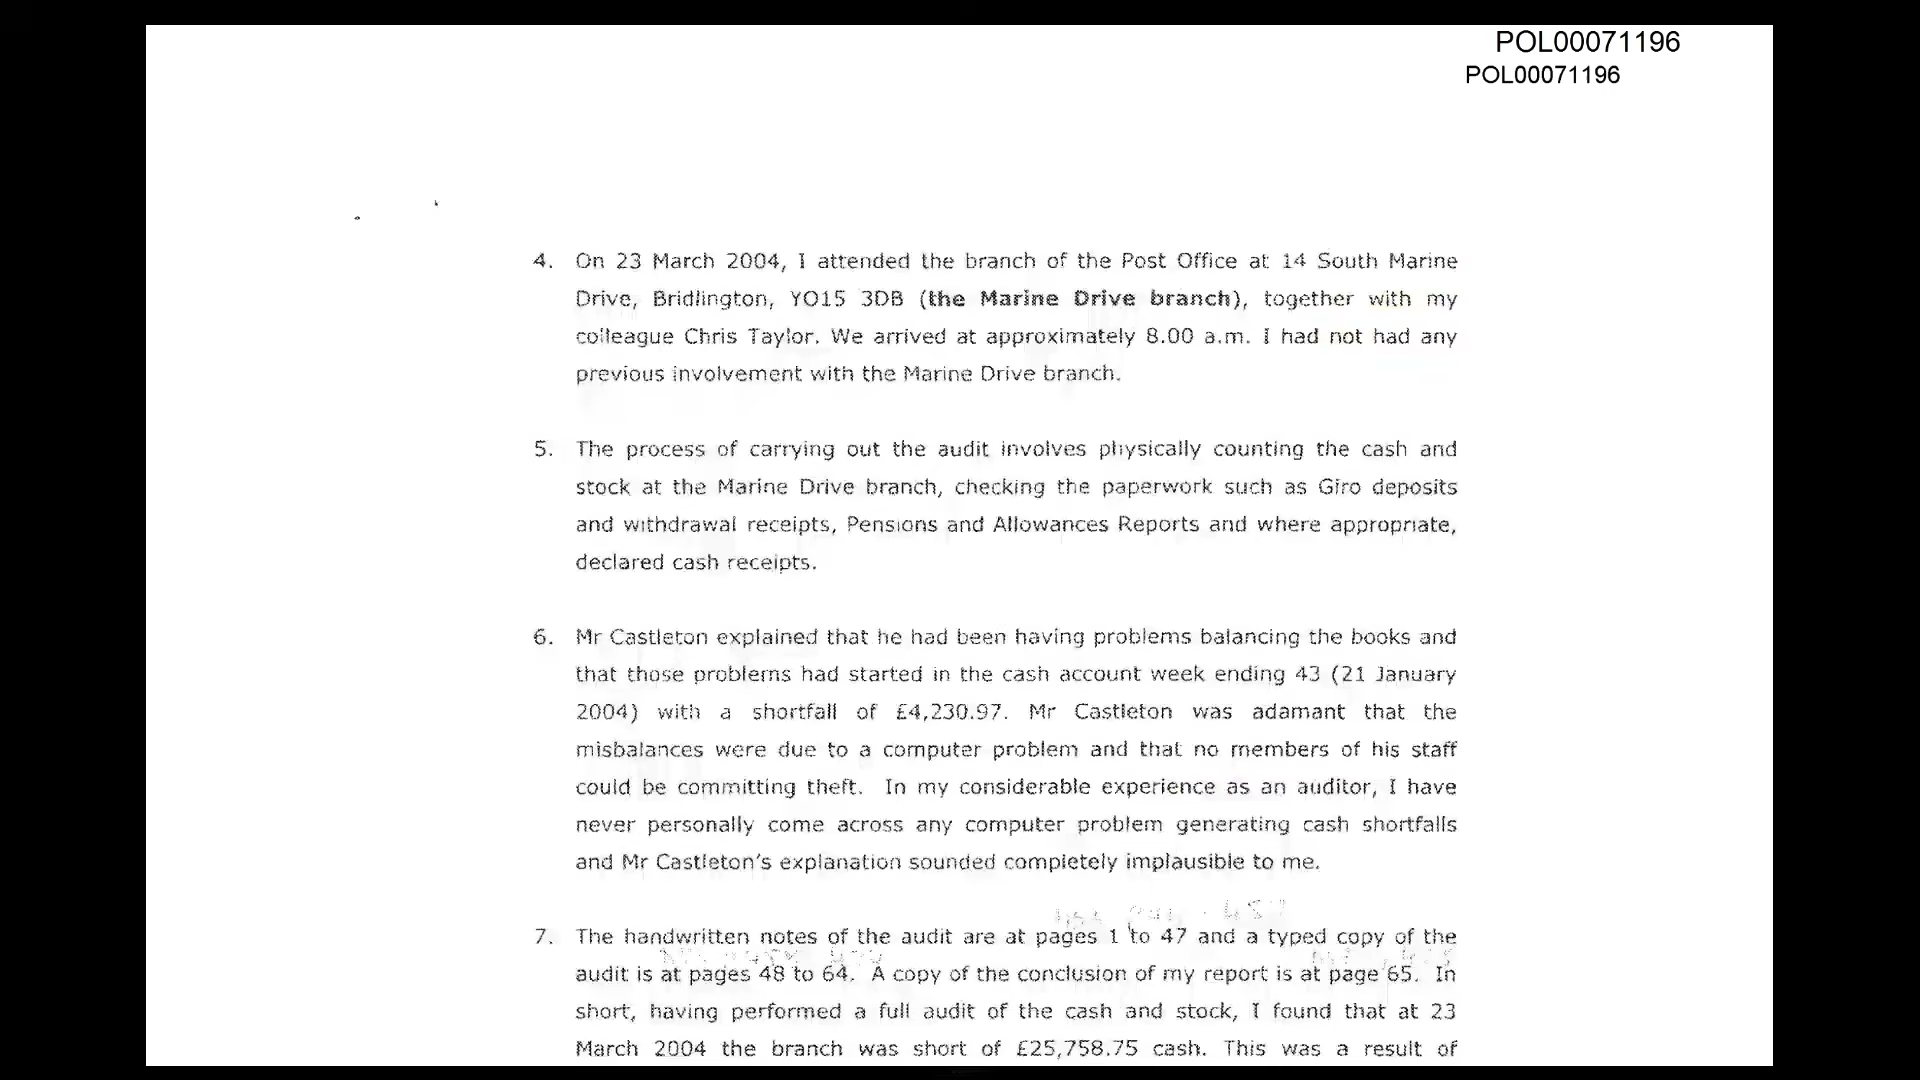 POL00071196
POL00071196
4. On 23 March 2004, I attended the branch of the Post Office at 14 South Marine
Drive, Bridlington, YO15 3DB (the Marine Drive branch), together with my
colleague Chris Taylor. We arrived at approximately 8.00 a.m. I had not had any
previous involvement with the Marine Drive branch.
5. The process of carrying out the audit involves physically counting the cash and
stock at the Marine Drive branch, checking the paperwork such as Giro deposits
and withdrawal receipts, Pensions and Allowances Reports and where appropriate,
declared cash receipts.
6. Mr Castleton explained that he had been having problems balancing the books and
that those problems had started in the cash account week ending 43 (21 January
2004) with a shortfall of £4,230.97. Mr Castleton was adamant that the
misbalances were due to a computer problem and that no members of his staff
could be committing theft. In my considerable experience as an auditor, I have
never personally come across any computer problem generating cash shortfalls
and Mr Castleton's explanation sounded completely implausible to me.
7. The handwritten notes of the audit are at pages 1 to 47 and a typed copy of the
audit is at pages 48 to 64. A copy of the conclusion of my report is at page 65. In
short, having performed a full audit of the cash and stock, I found that at 23
March 2004 the branch was short of £25,758.75 cash. This was a result of